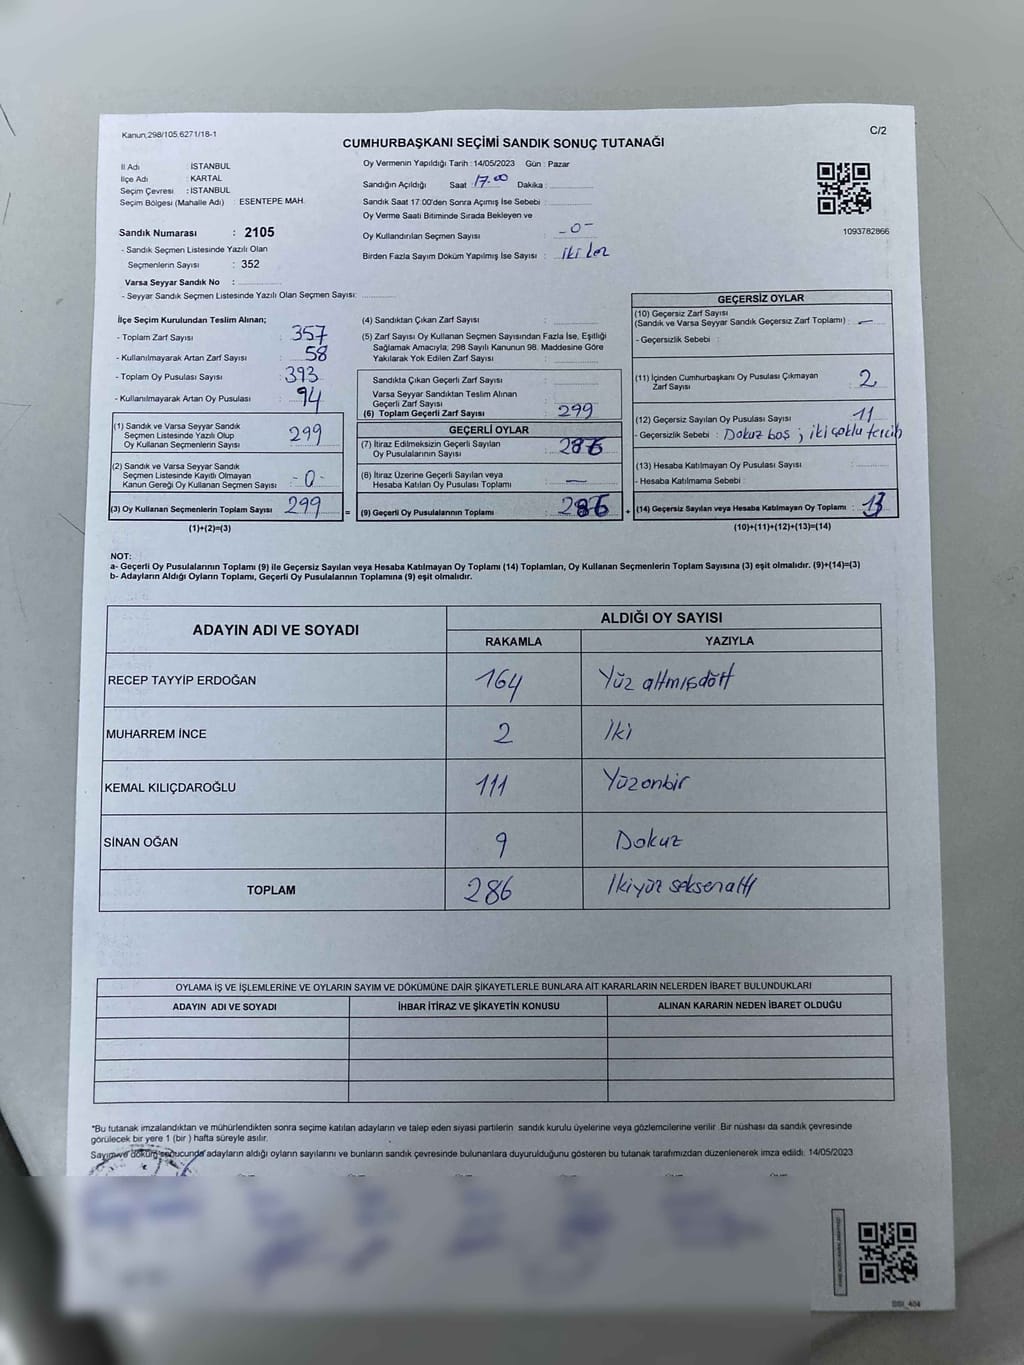 Kanun,298/105,6271/18-1
C/2
CUMHURBAŞKANI SEÇİMİ SANDIK SONUÇ TUTANAĞI
İl Adı : İSTANBUL
İlçe Adı : KARTAL
Seçim Çevresi : İSTANBUL
Seçim Bölgesi (Mahalle Adı) : ESENTEPE MAH.
Sandık Numarası : 2105
- Sandık Seçmen Listesinde Yazılı Olan
Seçmenlerin Sayısı : 352
Varsa Seyyar Sandık No :
- Seyyar Sandık Seçmen Listesinde Yazılı Olan Seçmen Sayısı:
Oy Vermenin Yapıldığı Tarih : 14/05/2023 Gün : Pazar
Sandığın Açıldığı Saat : 17.00 Dakika :
Sandık Saat 17:00'den Sonra Açımış İse Sebebi :
Oy Verme Saati Bitiminde Sırada Bekleyen ve
Oy Kullandırılan Seçmen Sayısı : -0-
Birden Fazla Sayım Döküm Yapılmış İse Sayısı : iki kez
1093782866
İlçe Seçim Kurulundan Teslim Alınan;
- Toplam Zarf Sayısı : 357
- Kullanılmayarak Artan Zarf Sayısı : 58
- Toplam Oy Pusulası Sayısı : 393
- Kullanılmayarak Artan Oy Pusulası : 94
(1) Sandık ve Varsa Seyyar Sandık
Seçmen Listesinde Yazılı Olup
Oy Kullanan Seçmenlerin Sayısı : 299
(2) Sandık ve Varsa Seyyar Sandık
Seçmen Listesinde Kayıtlı Olmayan
Kanun Gereği Oy Kullanan Seçmen Sayısı : -0-
(3) Oy Kullanan Seçmenlerin Toplam Sayısı : 299 =
(1)+(2)=(3)
(4) Sandıktan Çıkan Zarf Sayısı :
(5) Zarf Sayısı Oy Kullanan Seçmen Sayısından Fazla İse, Eşitliği
Sağlamak Amacıyla; 298 Sayılı Kanunun 98. Maddesine Göre
Yakılarak Yok Edilen Zarf Sayısı :
Sandıkta Çıkan Geçerli Zarf Sayısı :
Varsa Seyyar Sandıktan Teslim Alınan
Geçerli Zarf Sayısı :
(6) Toplam Geçerli Zarf Sayısı : 299
GEÇERLİ OYLAR
(7) İtiraz Edilmeksizin Geçerli Sayılan
Oy Pusulalarının Sayısı : 286
(8) İtiraz Üzerine Geçerli Sayılan veya
Hesaba Katılan Oy Pusulası Toplamı : —
(9) Geçerli Oy Pusulalarının Toplamı : 286 +
GEÇERSİZ OYLAR
(10) Geçersiz Zarf Sayısı
(Sandık ve Varsa Seyyar Sandık Geçersiz Zarf Toplamı) : —
- Geçersizlik Sebebi :
(11) İçinden Cumhurbaşkanı Oy Pusulası Çıkmayan
Zarf Sayısı : 2
(12) Geçersiz Sayılan Oy Pusulası Sayısı : 11
- Geçersizlik Sebebi : Dokuz boş ; iki çoklu tercih
(13) Hesaba Katılmayan Oy Pusulası Sayısı :
- Hesaba Katılmama Sebebi :
(14) Geçersiz Sayılan veya Hesaba Katılmayan Oy Toplamı : 13
(10)+(11)+(12)+(13)=(14)
NOT:
a- Geçerli Oy Pusulalarının Toplamı (9) ile Geçersiz Sayılan veya Hesaba Katılmayan Oy Toplamı (14) Toplamları, Oy Kullanan Seçmenlerin Toplam Sayısına (3) eşit olmalıdır. (9)+(14)=(3)
b- Adayların Aldığı Oyların Toplamı, Geçerli Oy Pusulalarının Toplamına (9) eşit olmalıdır.
ADAYIN ADI VE SOYADI
ALDIĞI OY SAYISI
RAKAMLA YAZIYLA
RECEP TAYYİP ERDOĞAN 164 Yüz altmışdört
MUHARREM İNCE 2 İki
KEMAL KILIÇDAROĞLU 111 Yüzonbir
SİNAN OĞAN 9 Dokuz
TOPLAM 286 İkiyüz seksenaltı
OYLAMA İŞ VE İŞLEMLERİNE VE OYLARIN SAYIM VE DÖKÜMÜNE DAİR ŞİKAYETLERLE BUNLARA AİT KARARLARIN NELERDEN İBARET BULUNDUKLARI
ADAYIN ADI VE SOYADI İHBAR İTİRAZ VE ŞİKAYETİN KONUSU ALINAN KARARIN NEDEN İBARET OLDUĞU
*Bu tutanak imzalandıktan ve mühürlendikten sonra seçime katılan adayların ve talep eden siyasi partilerin sandık kurulu üyelerine veya gözlemcilerine verilir. Bir nüshası da sandık çevresinde
görülecek bir yere 1 (bir ) hafta süreyle asılır.
Sayım ve döküm sonucunda adayların aldığı oyların sayılarını ve bunların sandık çevresinde bulunanlara duyurulduğunu gösteren bu tutanak tarafımızdan düzenlenerek imza edildi. 14/05/2023